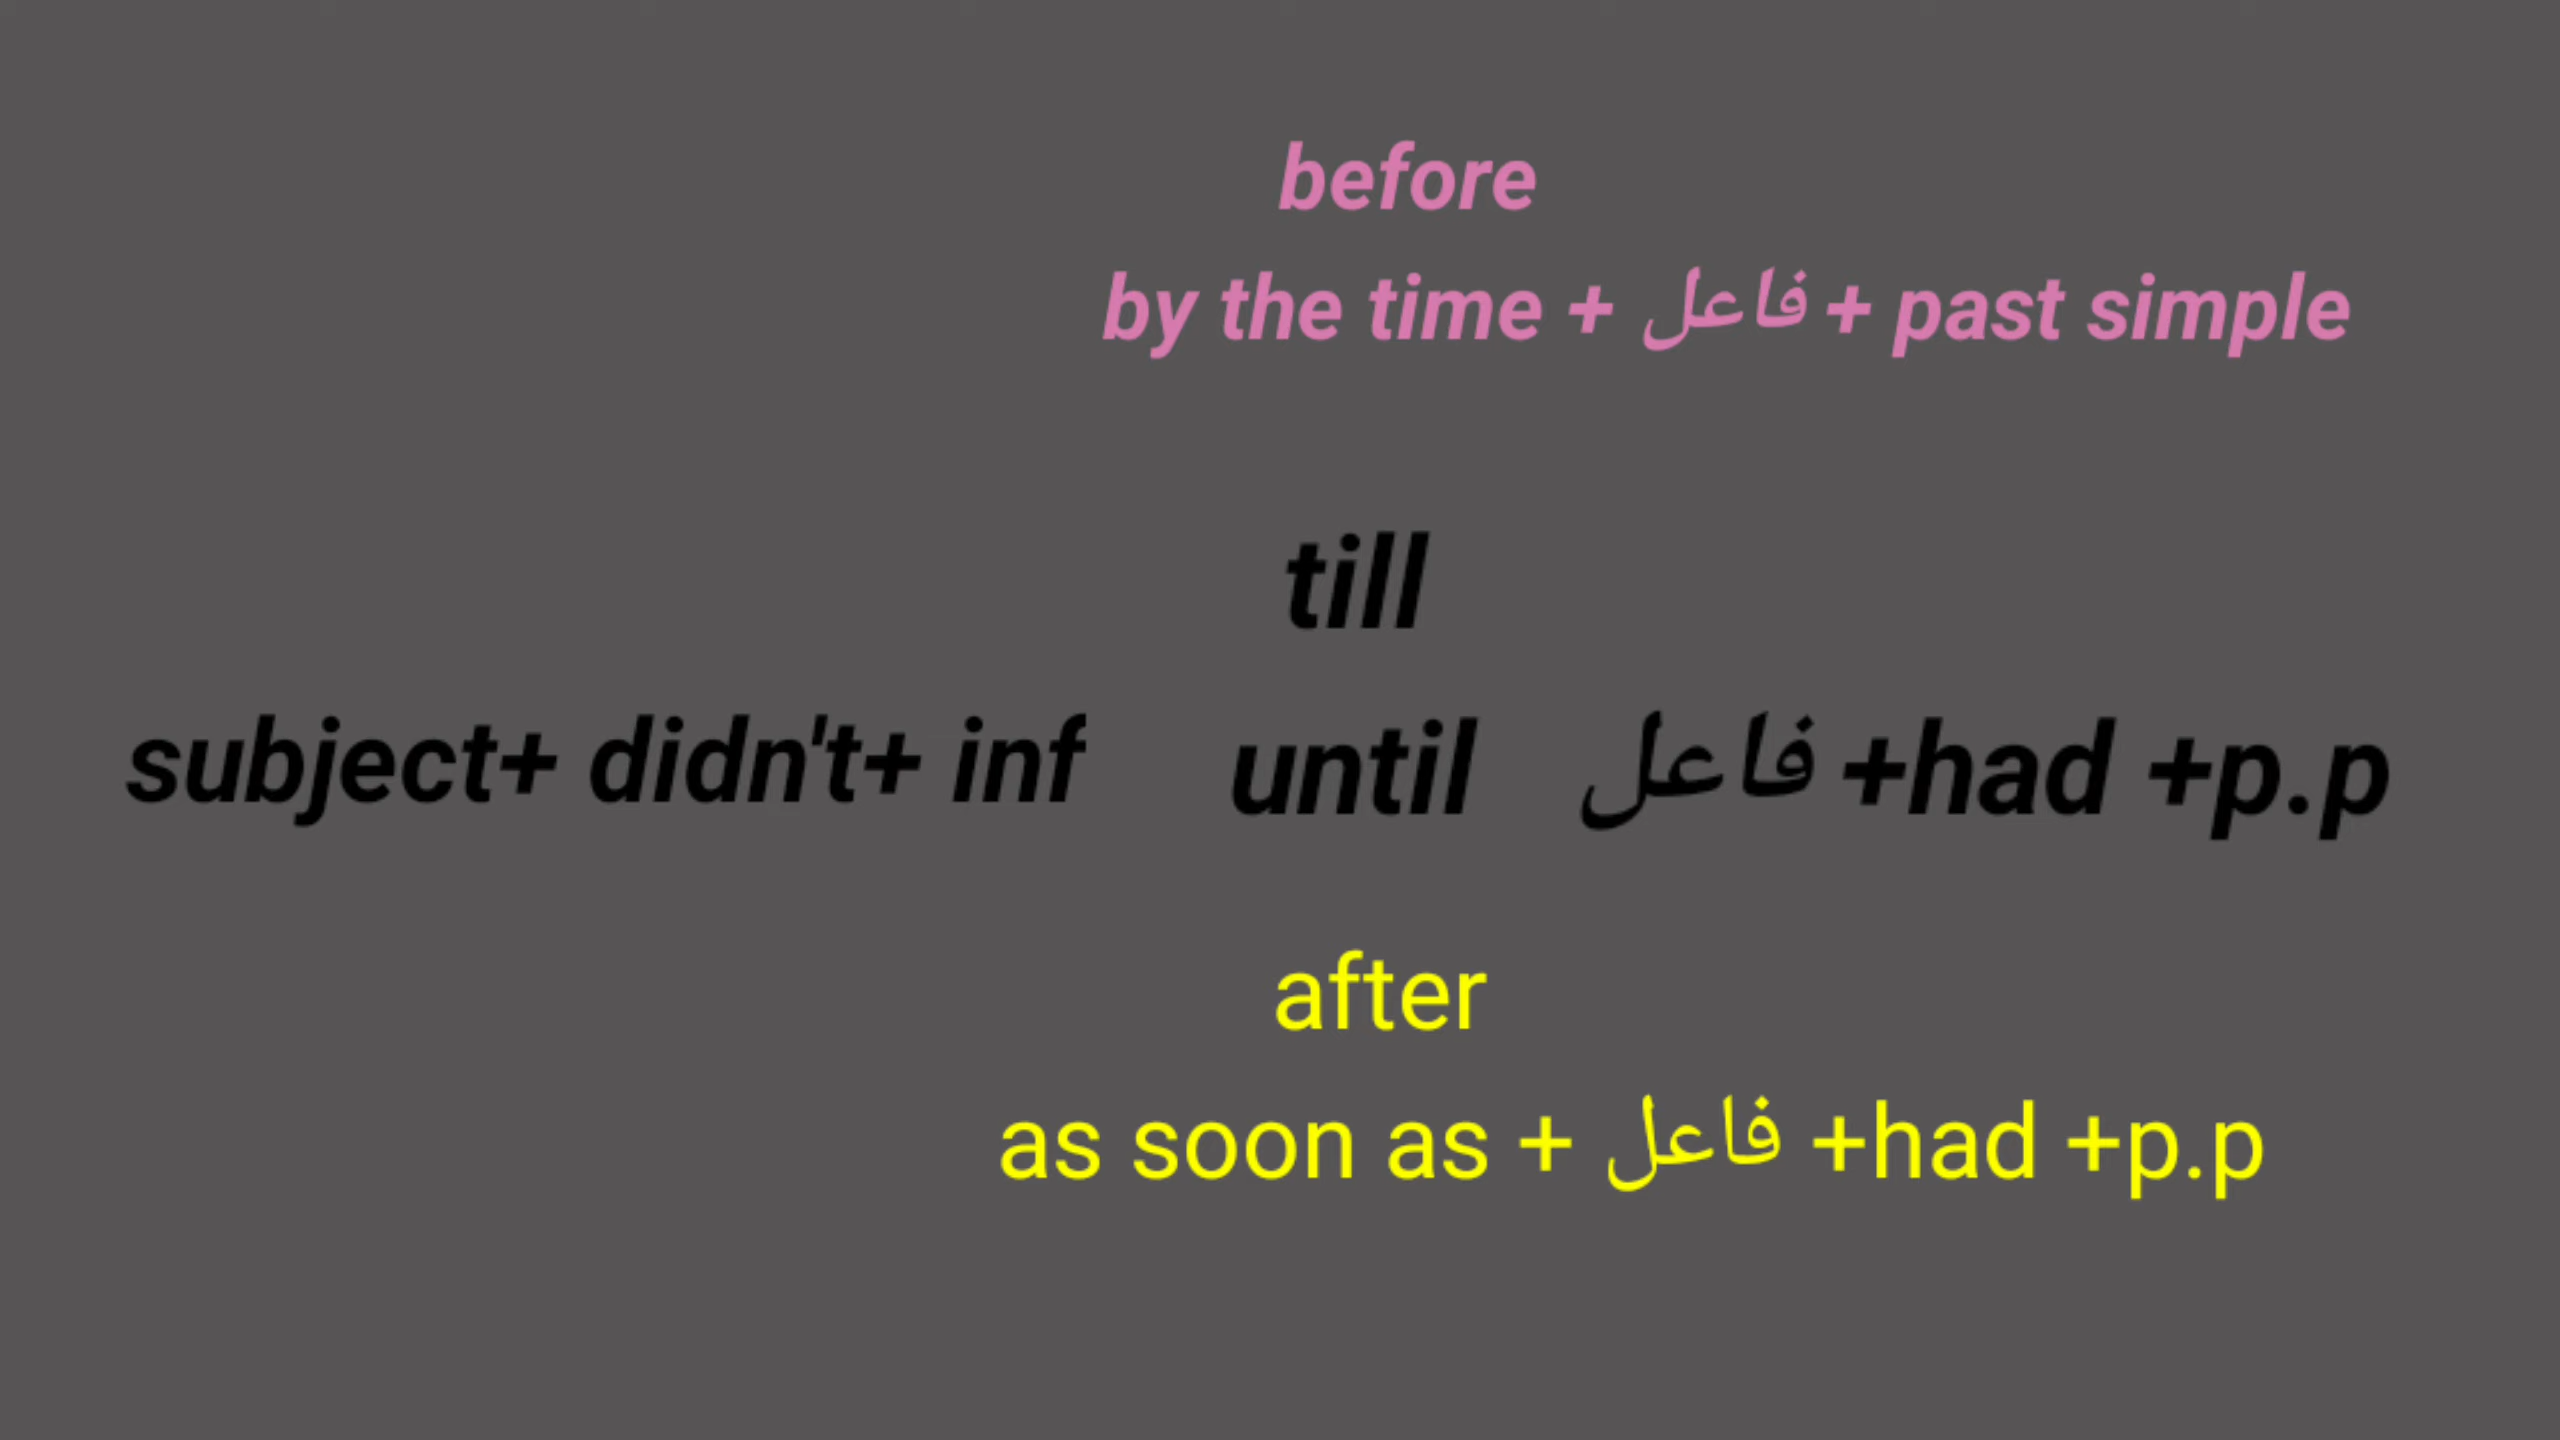 before
by the time + فاعل + past simple
till
subject+ didn't+ inf until فاعل +had +p.p
after
as soon as + فاعل +had +p.p